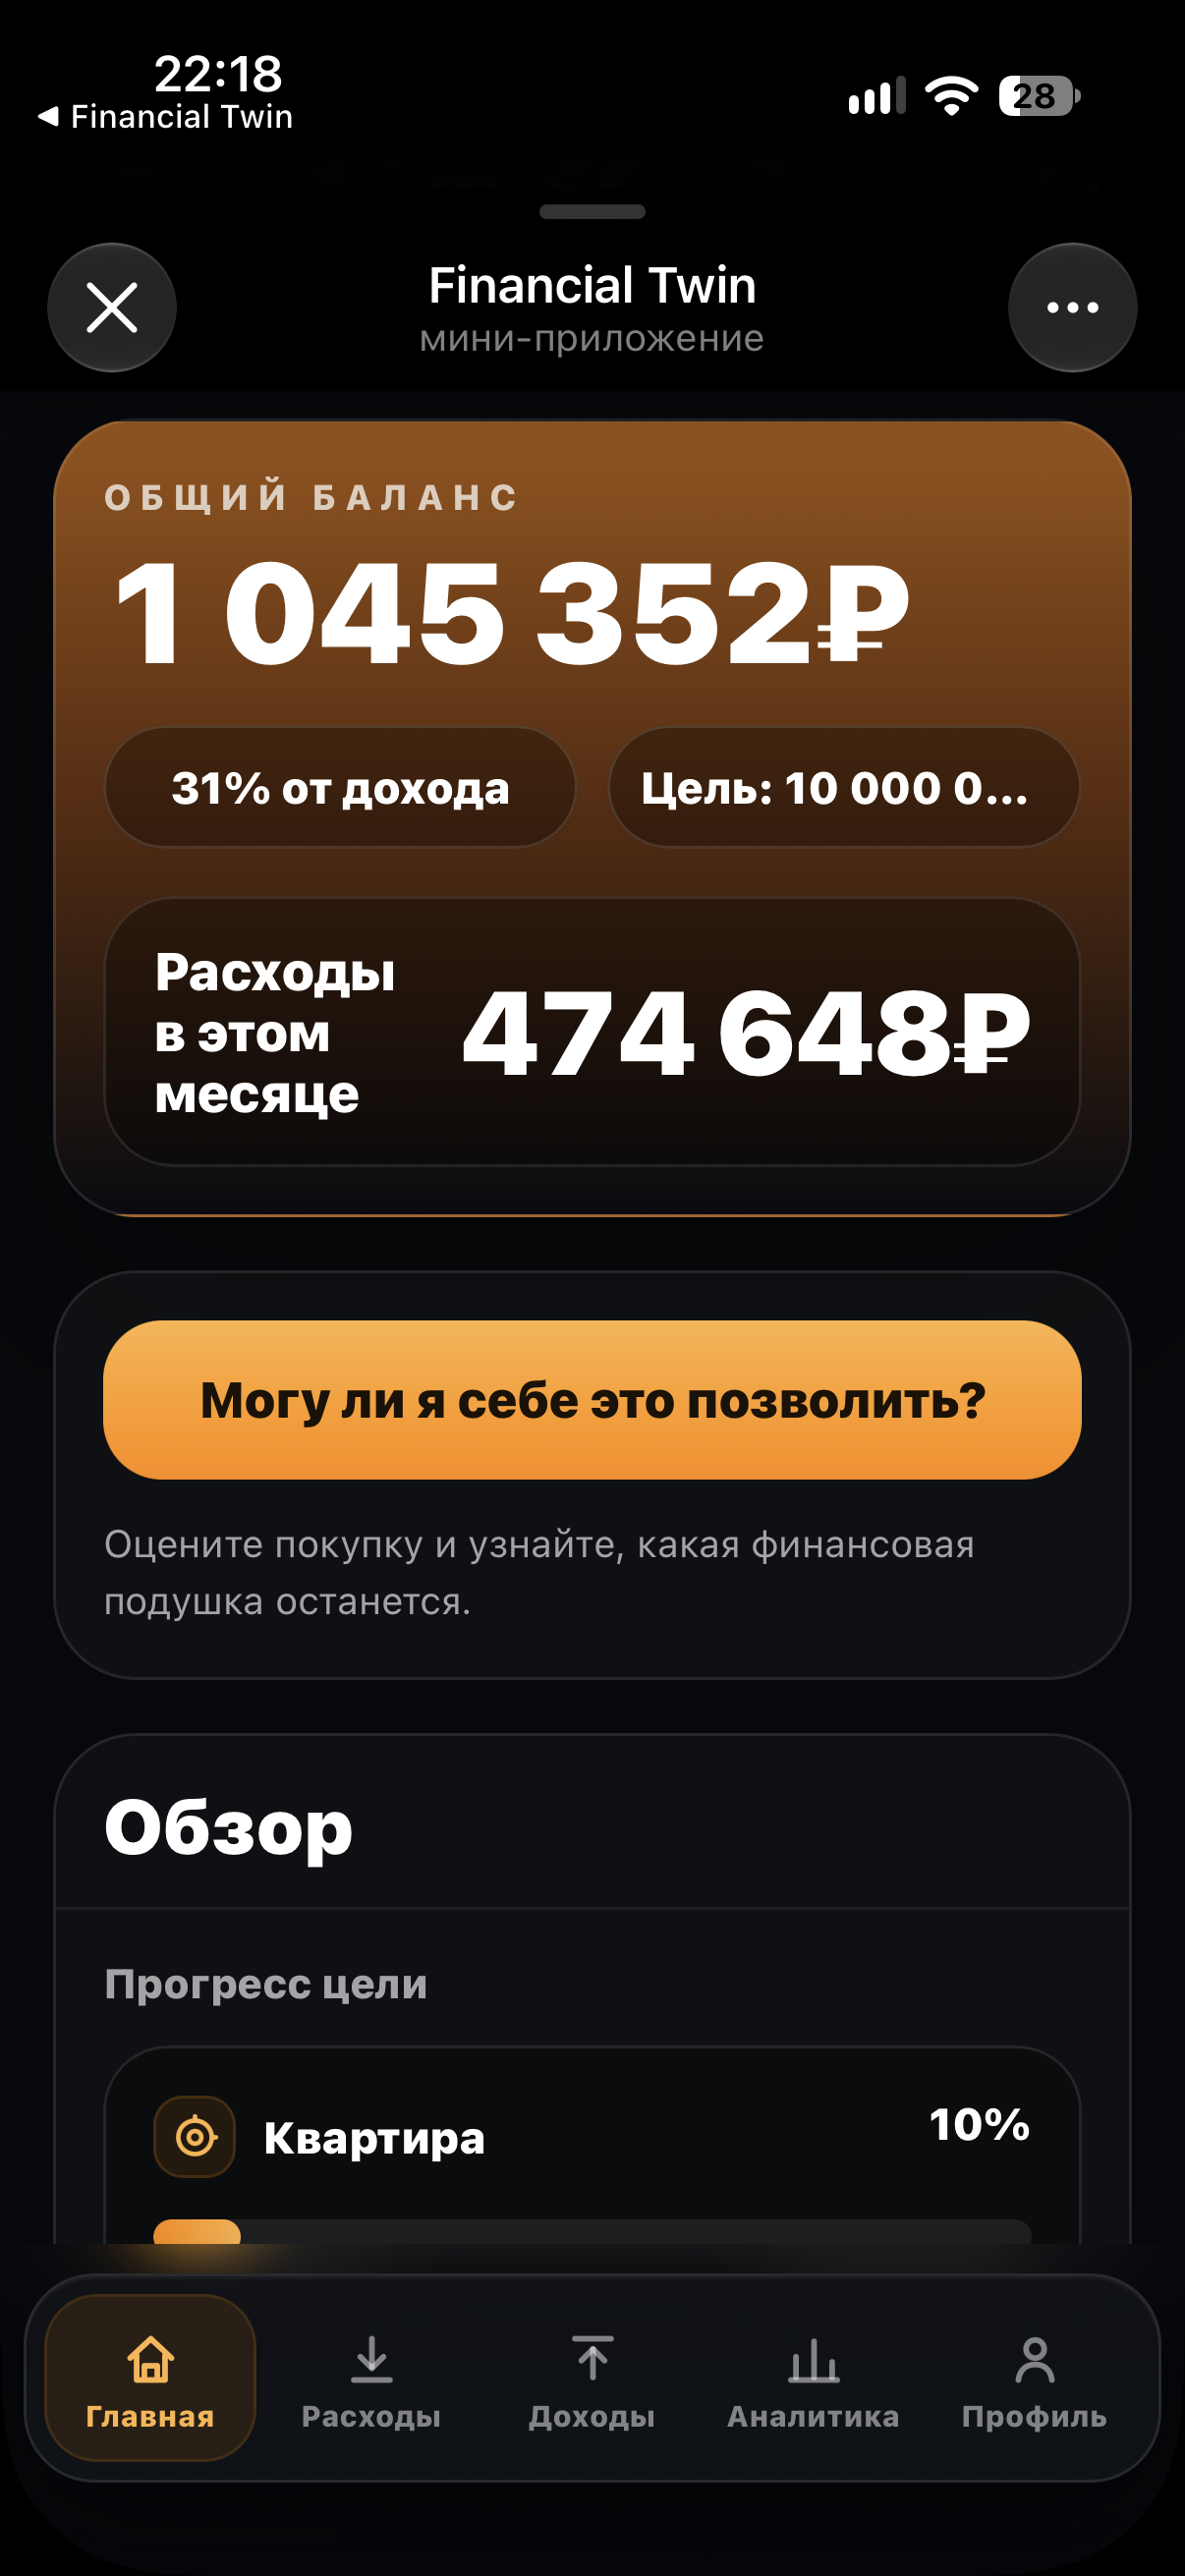 22:18
28
Financial Twin
Financial Twin
мини-приложение
ОБЩИЙ БАЛАНС
1 045 352₽
31% от дохода
Цель: 10 000 0...
Расходы
в этом
месяце
474 648₽
Могу ли я себе это позволить?
Оцените покупку и узнайте, какая финансовая
подушка останется.
Обзор
Прогресс цели
Квартира
10%
Главная
Расходы
Доходы
Аналитика
Профиль